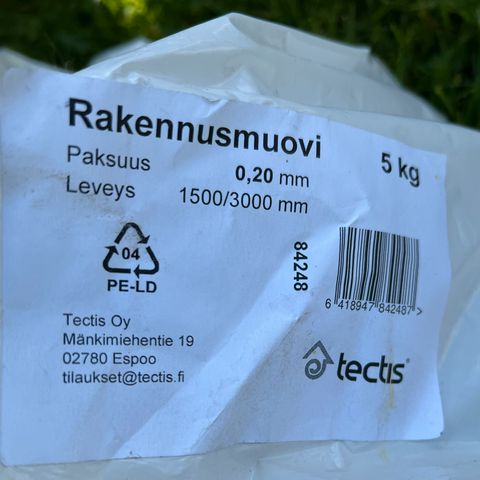 Rakennusmuovi
5 kg
Paksuus 0,20 mm
Leveys 1500/3000 mm
04
PE-LD
84248
6 418947 842487 >
Tectis Oy
Mänkimiehentie 19
02780 Espoo
tilaukset@tectis.fi
tectis®